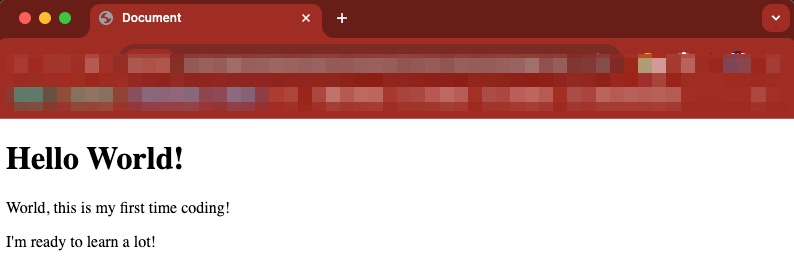 Document
Hello World!
World, this is my first time coding!
I'm ready to learn a lot!